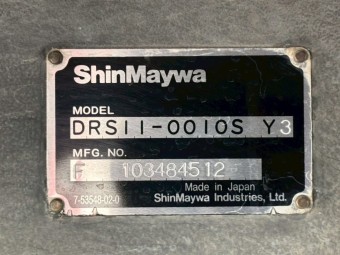 ShinMaywa
MODEL
DRS11-0010S Y3
MFG. NO.
F 103484512
Made in Japan
7-53548-02-0 ShinMaywa Industries, Ltd.